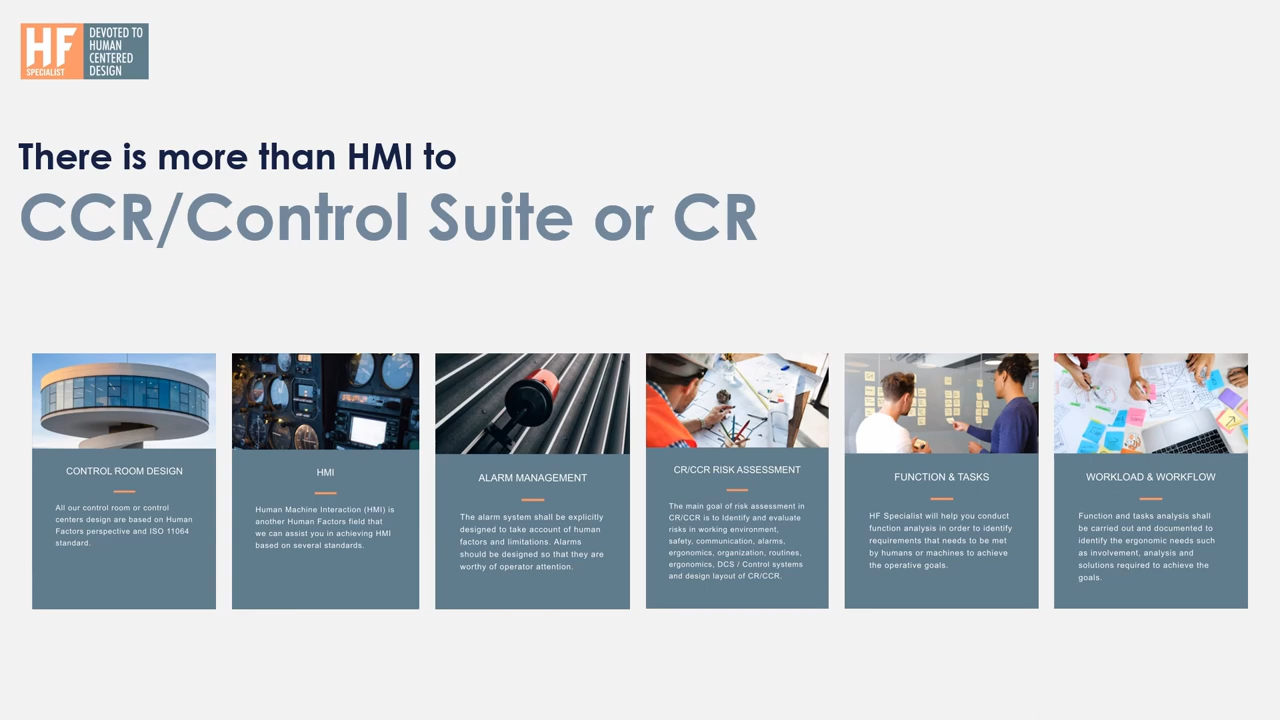 HF
SPECIALIST
DEVOTED TO
HUMAN
CENTERED
DESIGN
There is more than HMI to
CCR/Control Suite or CR
CONTROL ROOM DESIGN
All our control room or control
centers design are based on Human
Factors perspective and ISO 11064
standard.
HMI
Human Machine Interaction (HMI) is
another Human Factors field that
we can assist you in achieving HMI
based on several standards.
ALARM MANAGEMENT
The alarm system shall be explicitly
designed to take account of human
factors and limitations. Alarms
should be designed so that they are
worthy of operator attention.
CR/CCR RISK ASSESSMENT
The main goal of risk assessment in
CR/CCR is to Identify and evaluate
risks in working environment,
safety, communication, alarms,
ergonomics, organization, routines,
ergonomics, DCS / Control systems
and design layout of CR/CCR.
FUNCTION & TASKS
HF Specialist will help you conduct
function analysis in order to identify
requirements that needs to be met
by humans or machines to achieve
the operative goals.
WORKLOAD & WORKFLOW
Function and tasks analysis shall
be carried out and documented to
identify the ergonomic needs such
as involvement, analysis and
solutions required to achieve the
goals.